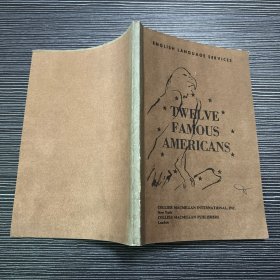 ENGLISH LANGUAGE SERVICES
TWELVE
FAMOUS
AMERICANS
COLLIER MACMILLAN INTERNATIONAL, INC.
New York
COLLIER MACMILLAN PUBLISHERS
London